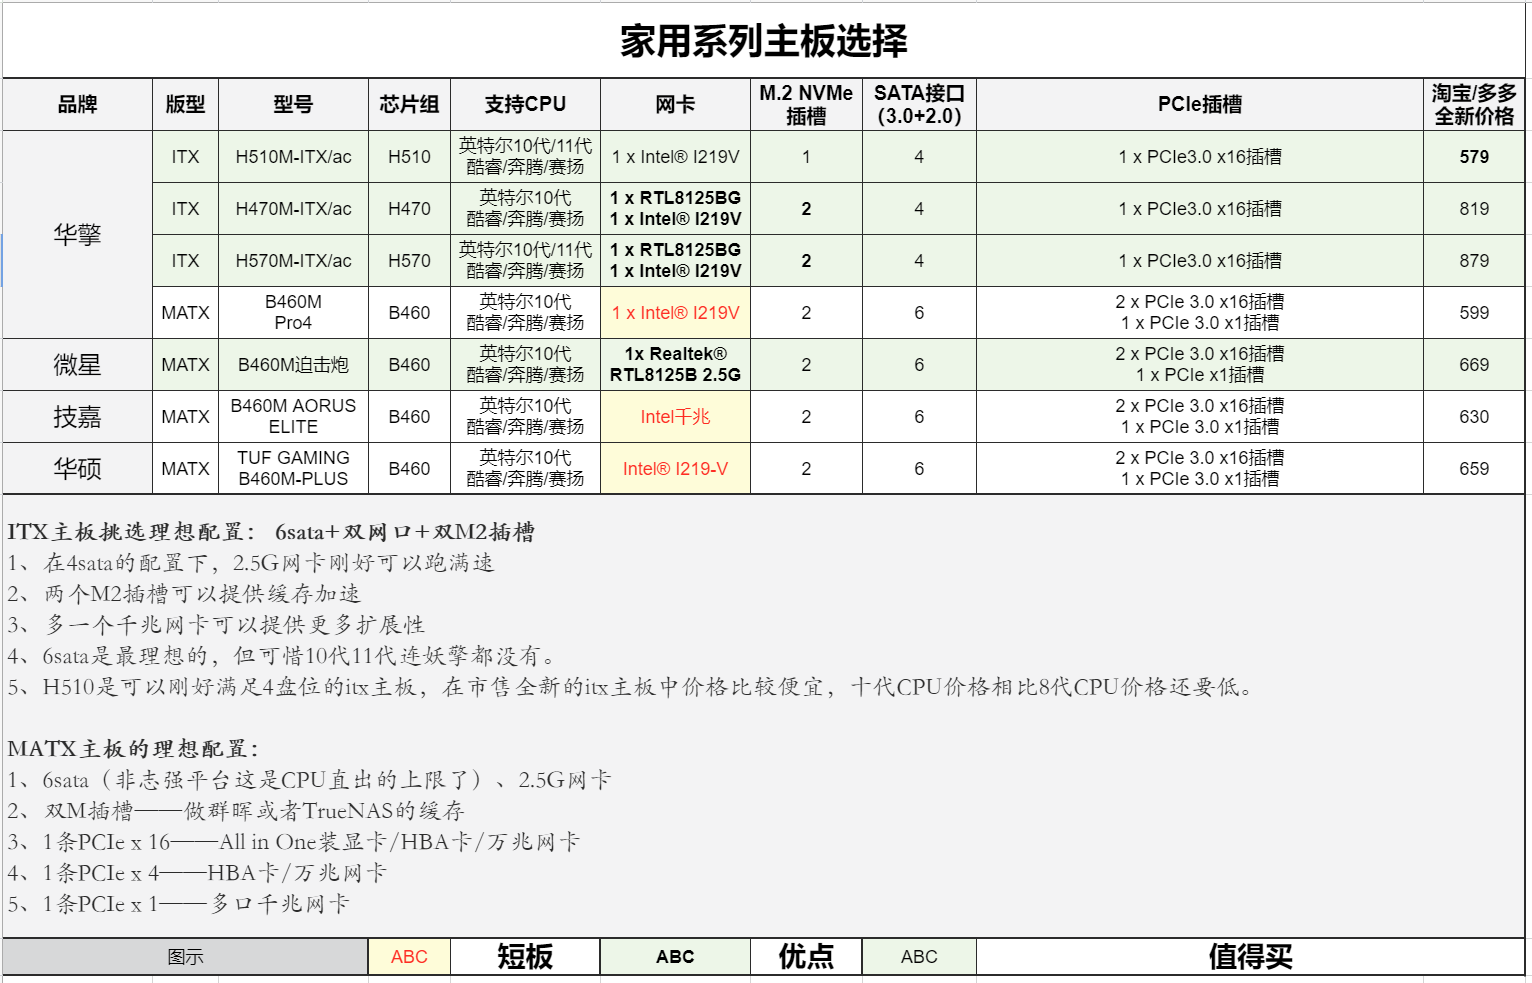 家用系列主板选择
品牌 版型 型号 芯片组 支持CPU 网卡 M.2 NVMe插槽 SATA接口（3.0+2.0） PCIe插槽 淘宝/多多全新价格
华擎 ITX H510M-ITX/ac H510 英特尔10代/11代酷睿/奔腾/赛扬 1 x Intel® I219V 1 4 1 x PCIe3.0 x16插槽 579
ITX H470M-ITX/ac H470 英特尔10代酷睿/奔腾/赛扬 1 x RTL8125BG 1 x Intel® I219V 2 4 1 x PCIe3.0 x16插槽 819
ITX H570M-ITX/ac H570 英特尔10代/11代酷睿/奔腾/赛扬 1 x RTL8125BG 1 x Intel® I219V 2 4 1 x PCIe3.0 x16插槽 879
MATX B460M Pro4 B460 英特尔10代酷睿/奔腾/赛扬 1 x Intel® I219V 2 6 2 x PCIe 3.0 x16插槽 1 x PCIe 3.0 x1插槽 599
微星 MATX B460M迫击炮 B460 英特尔10代酷睿/奔腾/赛扬 1x Realtek® RTL8125B 2.5G 2 6 2 x PCIe 3.0 x16插槽 1 x PCIe x1插槽 669
技嘉 MATX B460M AORUS ELITE B460 英特尔10代酷睿/奔腾/赛扬 Intel千兆 2 6 2 x PCIe 3.0 x16插槽 1 x PCIe 3.0 x1插槽 630
华硕 MATX TUF GAMING B460M-PLUS B460 英特尔10代酷睿/奔腾/赛扬 Intel® I219-V 2 6 2 x PCIe 3.0 x16插槽 1 x PCIe 3.0 x1插槽 659
ITX主板挑选理想配置： 6sata+双网口+双M2插槽
1、在4sata的配置下，2.5G网卡刚好可以跑满速
2、两个M2插槽可以提供缓存加速
3、多一个千兆网卡可以提供更多扩展性
4、6sata是最理想的，但可惜10代11代连妖擎都没有。
5、H510是可以刚好满足4盘位的itx主板，在市售全新的itx主板中价格比较便宜，十代CPU价格相比8代CPU价格还要低。
MATX主板的理想配置：
1、6sata（非志强平台这是CPU直出的上限了）、2.5G网卡
2、双M插槽——做群晖或者TrueNAS的缓存
3、1条PCIe x 16——All in One装显卡/HBA卡/万兆网卡
4、1条PCIe x 4——HBA卡/万兆网卡
5、1条PCIe x 1——多口千兆网卡
图示 ABC 短板 ABC 优点 ABC 值得买